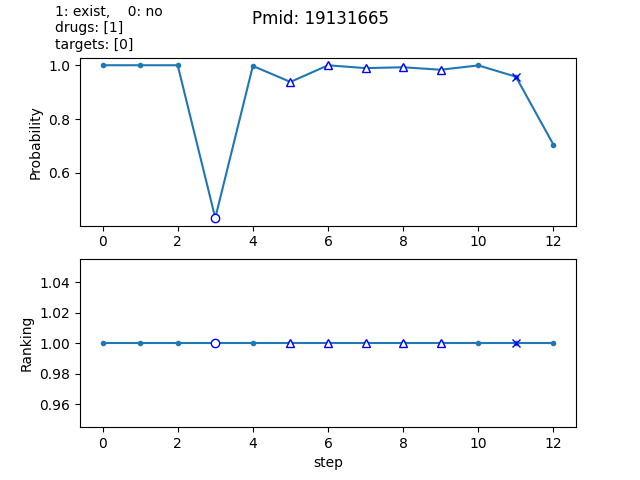 1: exist,    0: no
drugs: [1]
targets: [0]
Pmid: 19131665
1.0
0.8
0.6
Probability
0 2 4 6 8 10 12
1.04
1.02
1.00
0.98
0.96
Ranking
0 2 4 6 8 10 12
step